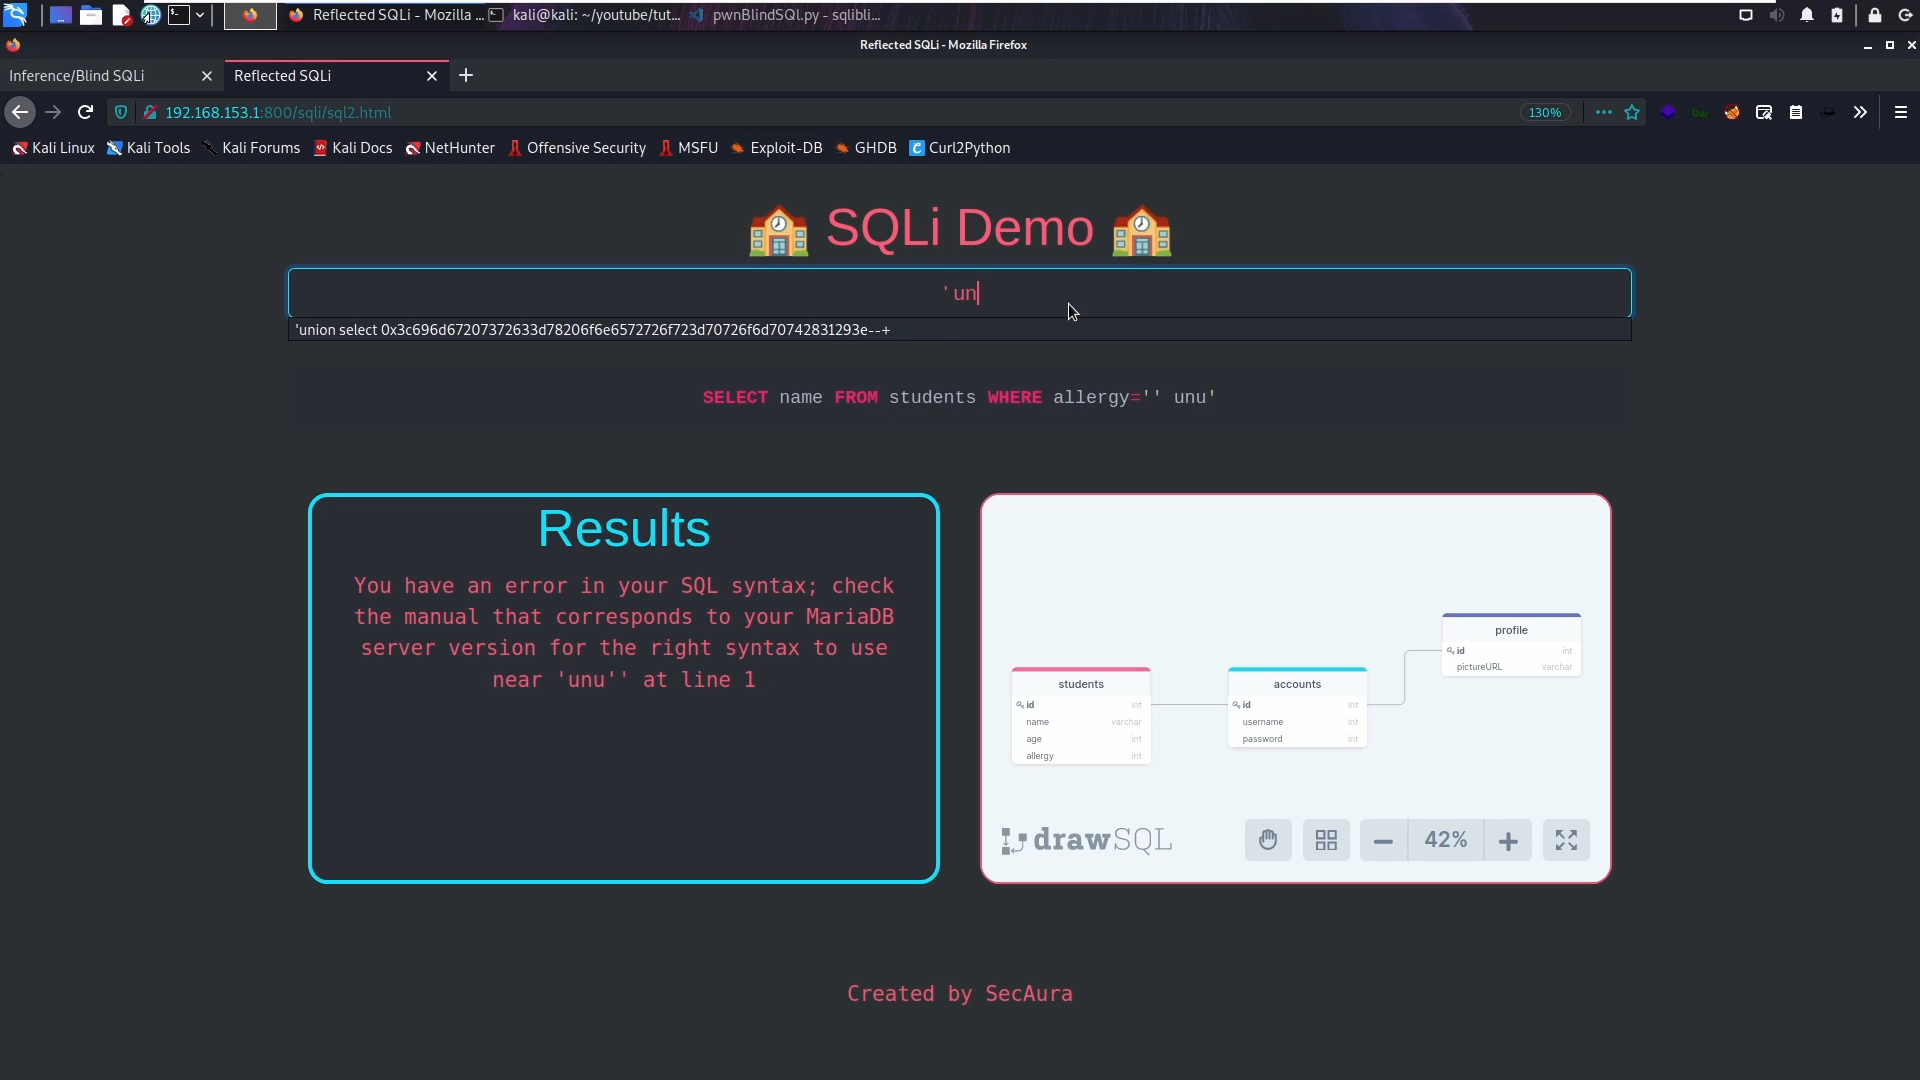 Reflected SQLi - Mozilla ...
kali@kali: ~/youtube/tut...
pwnBlindSQl.py - sqlibli...
Reflected SQLi - Mozilla Firefox
Inference/Blind SQLi
Reflected SQLi
192.168.153.1:800/sqli/sql2.html
130%
Kali Linux
Kali Tools
Kali Forums
Kali Docs
NetHunter
Offensive Security
MSFU
Exploit-DB
GHDB
Curl2Python
SQLi Demo
' un
'union select 0x3c696d67207372633d78206f6e6572726f723d70726f6d70742831293e--+
SELECT name FROM students WHERE allergy='' unu'
Results
You have an error in your SQL syntax; check
the manual that corresponds to your MariaDB
server version for the right syntax to use
near 'unu'' at line 1
profile
id int
pictureURL varchar
students
id int
name varchar
age int
allergy int
accounts
id int
username int
password int
drawSQL
42%
Created by SecAura